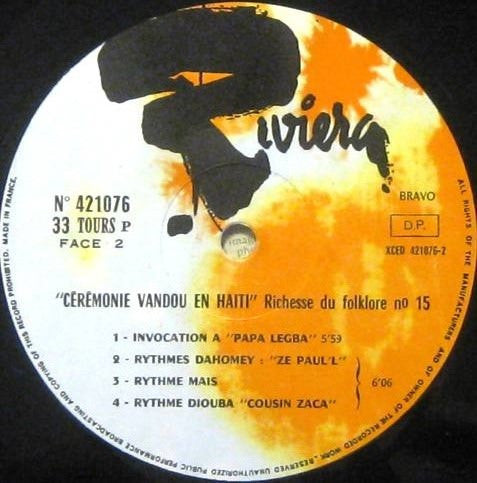 Riviera
N° 421076
33 TOURS P
FACE 2
BRAVO
D.P.
XCED 421076-2
"CÉRÉMONIE VANDOU EN HAITI" Richesse du folklore no 15
1 - INVOCATION A "PAPA LEGBA" 5'59
2 - RYTHMES DAHOMEY : "ZE PAUL'L"
3 - RYTHME MAIS
6'06
4 - RYTHME DIOUBA "COUSIN ZACA"
ALL RIGHTS OF THE MANUFACTURERS AND OF OWNER OF THE RECORDED WORK, RESERVED UNAUTHORIZED PUBLIC PERFORMANCE BROADCASTING AND COPYING OF THIS RECORD PROHIBITED. MADE IN FRANCE.